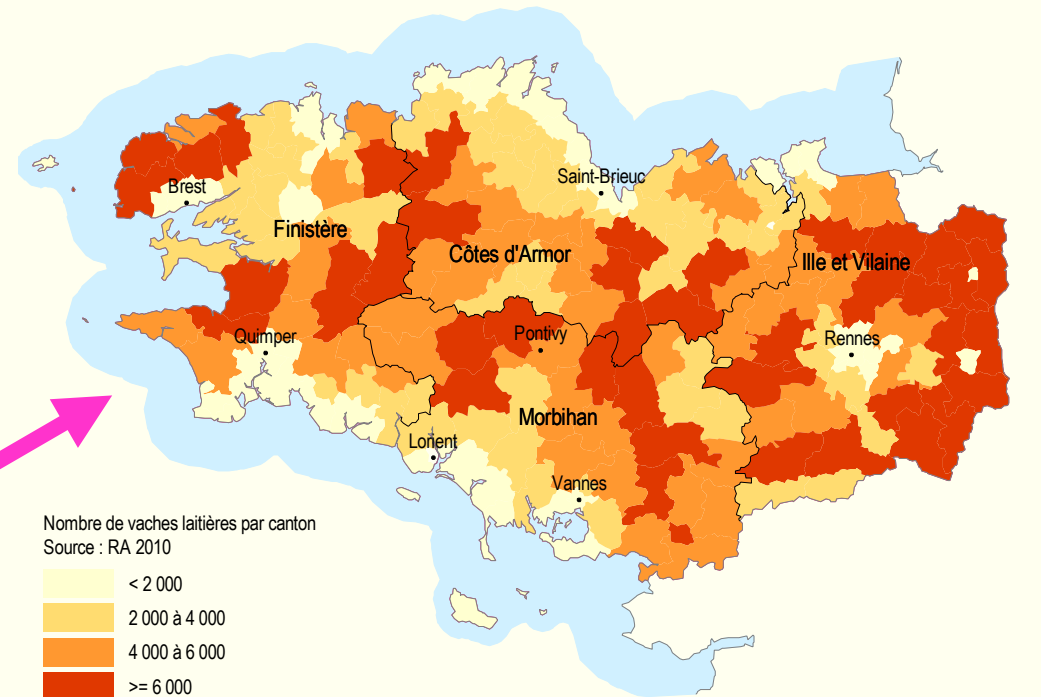 Saint-Brieuc
Brest
Finistère
Côtes d'Armor
Ille et Vilaine
Quimper
Pontivy
Rennes
Morbihan
Lorient
Vannes
Nombre de vaches laitières par canton
Source : RA 2010
< 2 000
2 000 à 4 000
4 000 à 6 000
>= 6 000